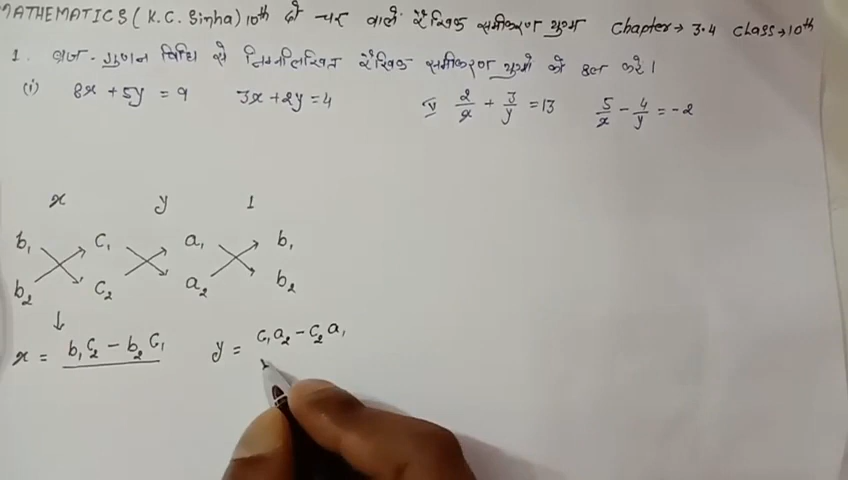 MATHEMATICS (K.C. Sinha) 10th दो चर वाले रैखिक समीकरण युग्म Chapter → 3.4 Class → 10th
1. बज्र-गुणन विधि से निम्नलिखित रैखिक समीकरण युग्मों को हल करें।
(i) 8x + 5y = 9 3x + 2y = 4 v 2/x + 3/y = 13 5/x - 4/y = -2
x y 1
b₁ c₁ a₁ b₁
b₂ c₂ a₂ b₂
x = b₁c₂ - b₂c₁ y = c₁a₂ - c₂a₁